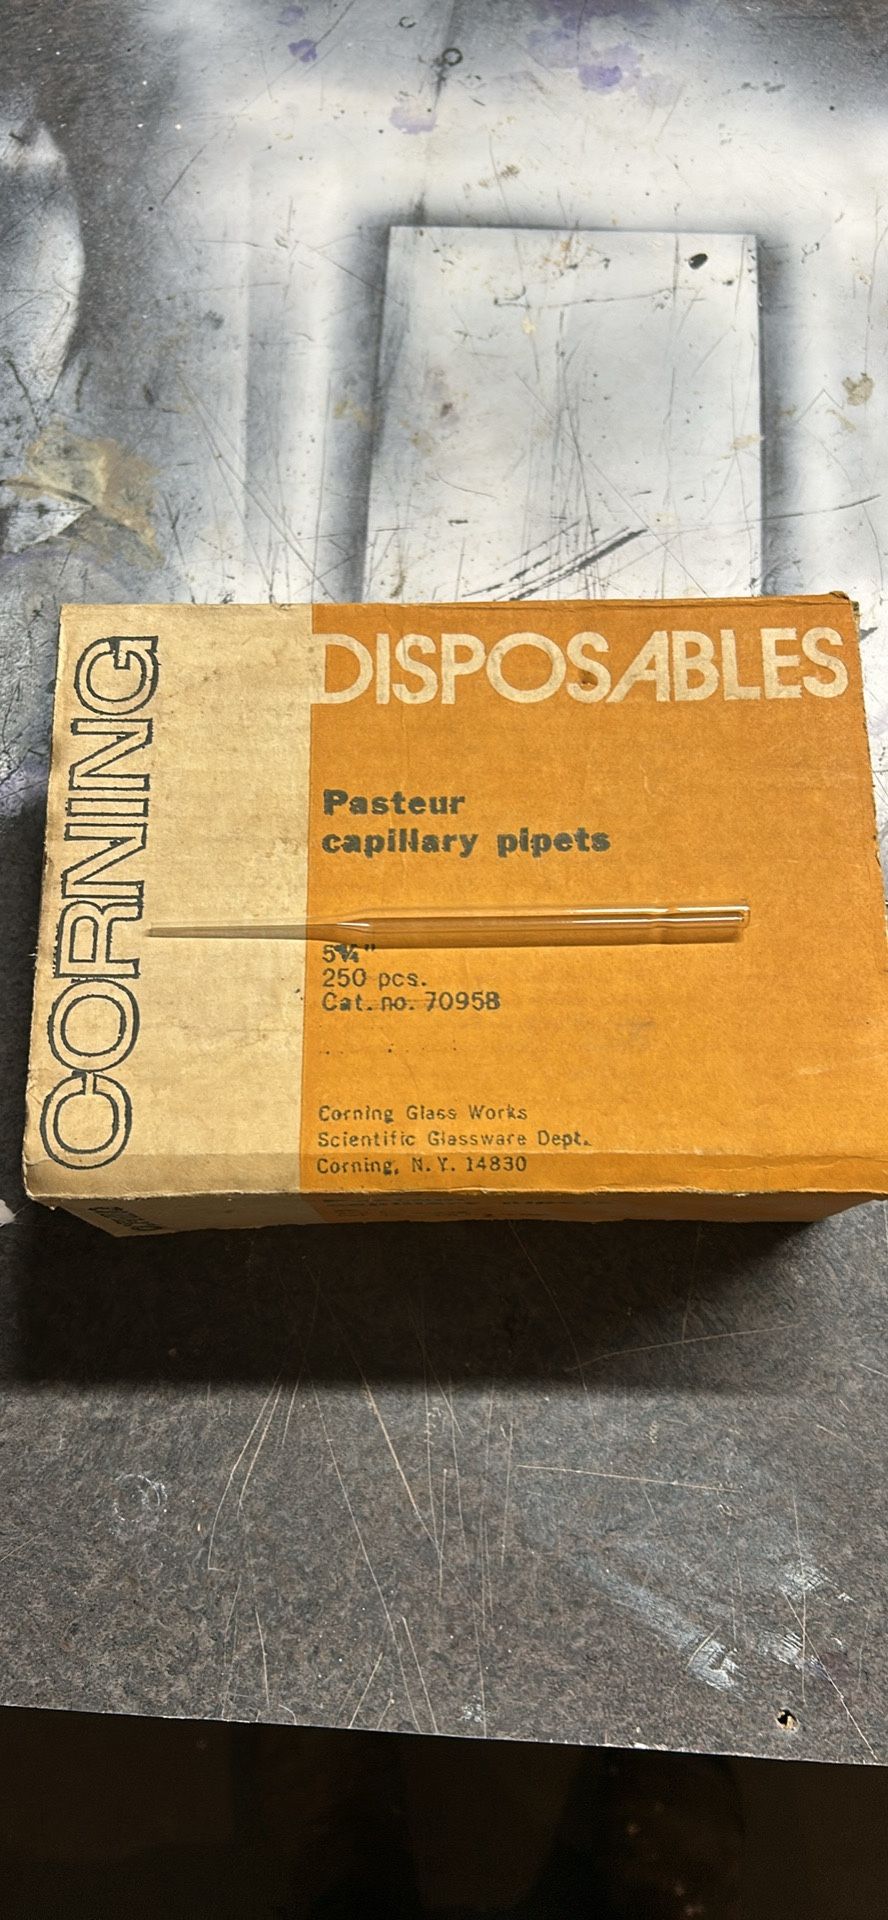 CORNING
DISPOSABLES
Pasteur
capillary pipets
5¾"
250 pcs.
Cat. no. 70958
Corning Glass Works
Scientific Glassware Dept.
Corning, N.Y. 14830